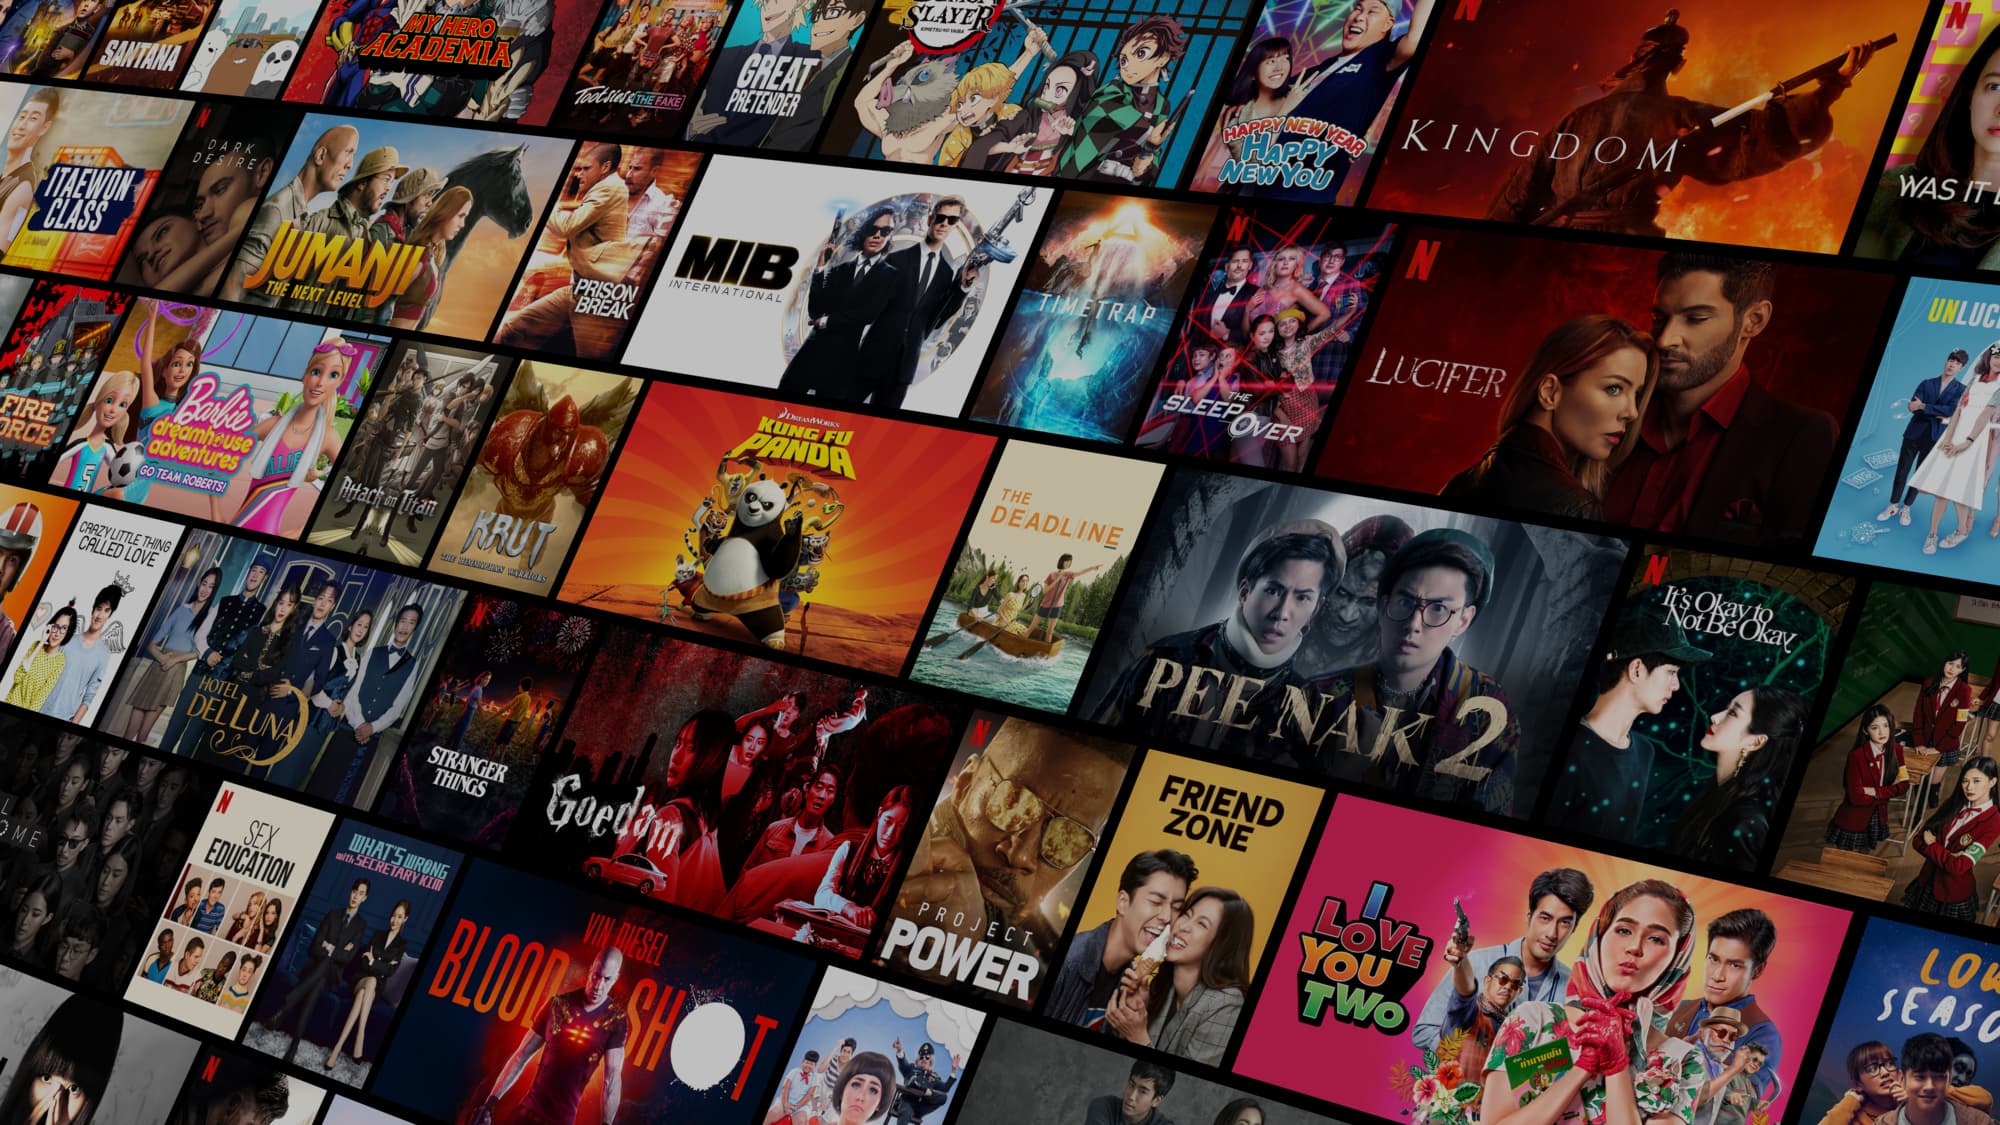 SANTANA
MY HERO
ACADEMIA
Tootsies
& THE FAKE
GREAT
PRETENDER
DEMON
SLAYER
KIMETSU NO YAIBA
HAPPY NEW YEAR
HAPPY
NEW YOU
N
KINGDOM
N
WAS IT
ITAEWON
CLASS
N
DARK
DESIRE
JUMANJI
THE NEXT LEVEL
PRISON
BREAK
MIB
INTERNATIONAL
TIMETRAP
N
THE
SLEEPOVER
N
LUCIFER
FIRE
FORCE
Barbie
dreamhouse
adventures
GO TEAM ROBERTS!
Attack on Titan
KRUT
THE HIMMAPHAN WARRIORS
DREAMWORKS
KUNG FU
PANDA
THE
DEADLINE
PEE NAK 2
N
It's Okay to
Not Be Okay
CRAZY LITTLE THING
CALLED LOVE
HOTEL
DEL LUNA
N
STRANGER
THINGS
Goedam
N
PROJECT
POWER
FRIEND
ZONE
I
LOVE
YOU
TWO
LOW
SEASON
N
SEX
EDUCATION
WHAT'S WRONG
with SECRETARY KIM
VIN DIESEL
BLOODSHOT
N